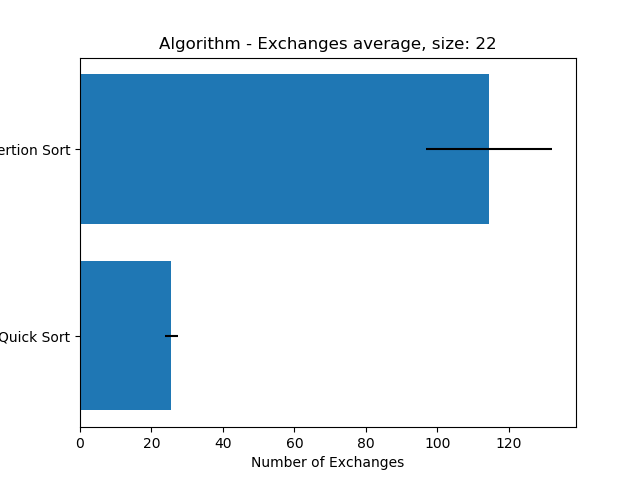 Algorithm - Exchanges average, size: 22
ertion Sort
Quick Sort
0 20 40 60 80 100 120
Number of Exchanges